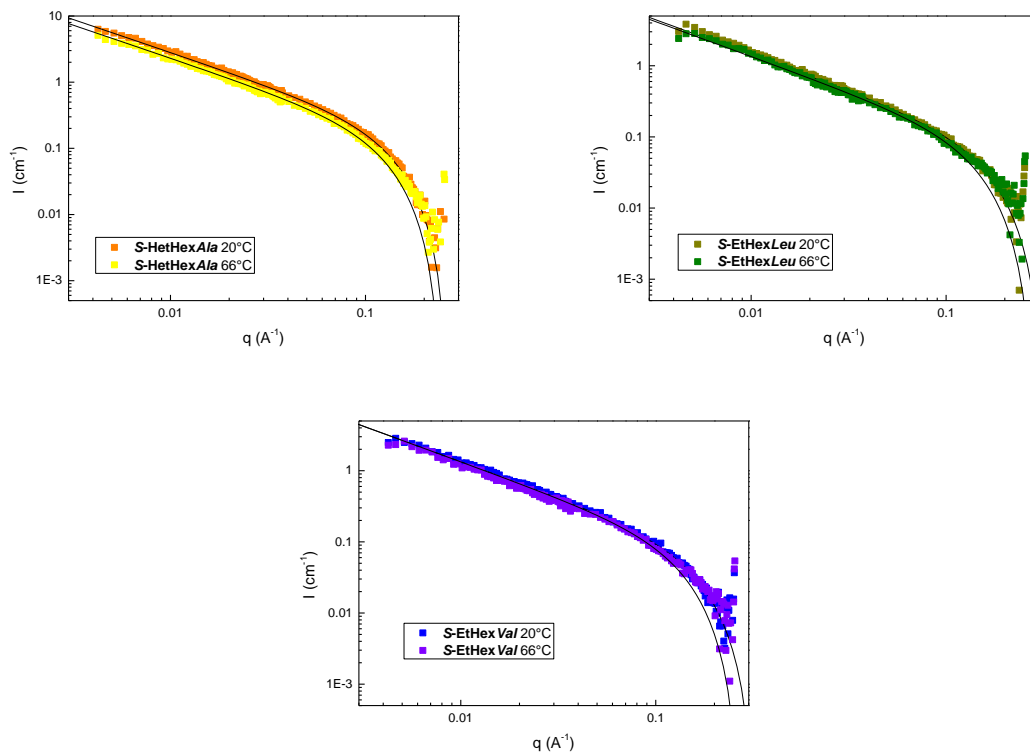 10
1
0.1
0.01
1E-3
I (cm⁻¹)
S-HetHexAla 20°C
S-HetHexAla 66°C
0.01
0.1
q (A⁻¹)
1
0.1
0.01
1E-3
I (cm⁻¹)
S-EtHexLeu 20°C
S-EtHexLeu 66°C
0.01
0.1
q (A⁻¹)
1
0.1
0.01
1E-3
I (cm⁻¹)
S-EtHexVal 20°C
S-EtHexVal 66°C
0.01
0.1
q (A⁻¹)